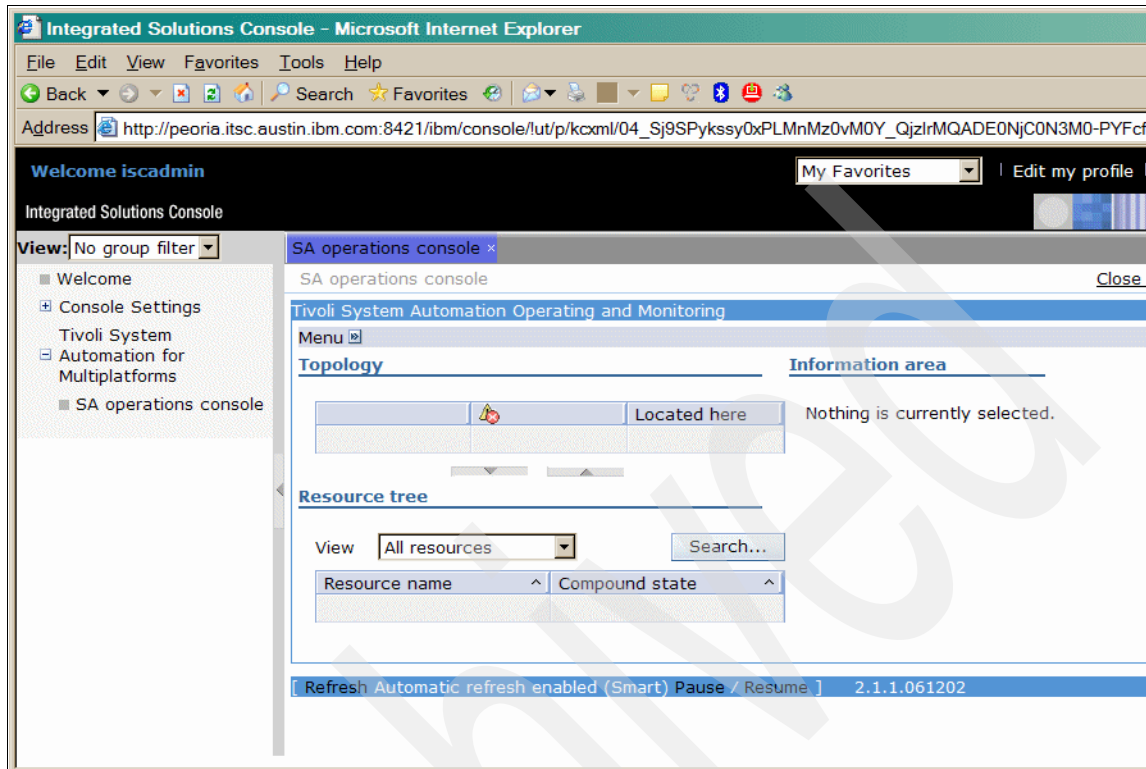 Integrated Solutions Console - Microsoft Internet Explorer
File Edit View Favorites Tools Help
Back Search Favorites
Address http://peoria.itsc.austin.ibm.com:8421/ibm/console/!ut/p/kcxml/04_Sj9SPykssy0xPLMnMz0vM0Y_QjzIrMQADE0NjC0N3M0-PYFcf
Welcome iscadmin My Favorites Edit my profile
Integrated Solutions Console
View: No group filter SA operations console ×
Welcome SA operations console Close
Console Settings Tivoli System Automation Operating and Monitoring
Tivoli System Automation for Multiplatforms Menu
SA operations console
Topology Information area
Located here Nothing is currently selected.
Resource tree
View All resources Search...
Resource name Compound state
[ Refresh Automatic refresh enabled (Smart) Pause / Resume ] 2.1.1.061202
hived